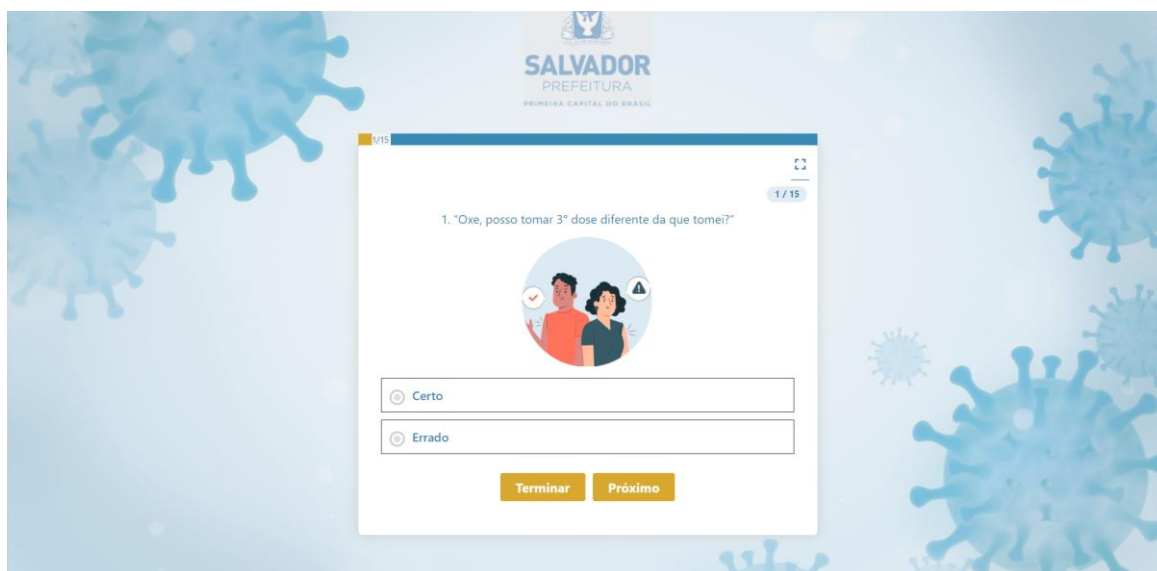 SALVADOR
PREFEITURA
PRIMEIRA CAPITAL DO BRASIL
1/15
1 / 15
1. "Oxe, posso tomar 3° dose diferente da que tomei?"
Certo
Errado
Terminar
Próximo